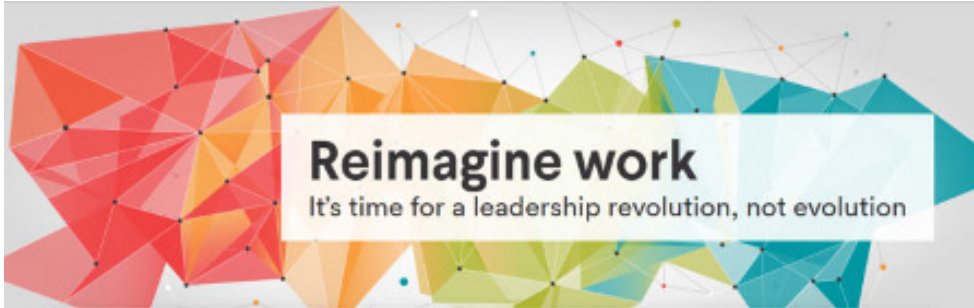 Reimagine work
It's time for a leadership revolution, not evolution